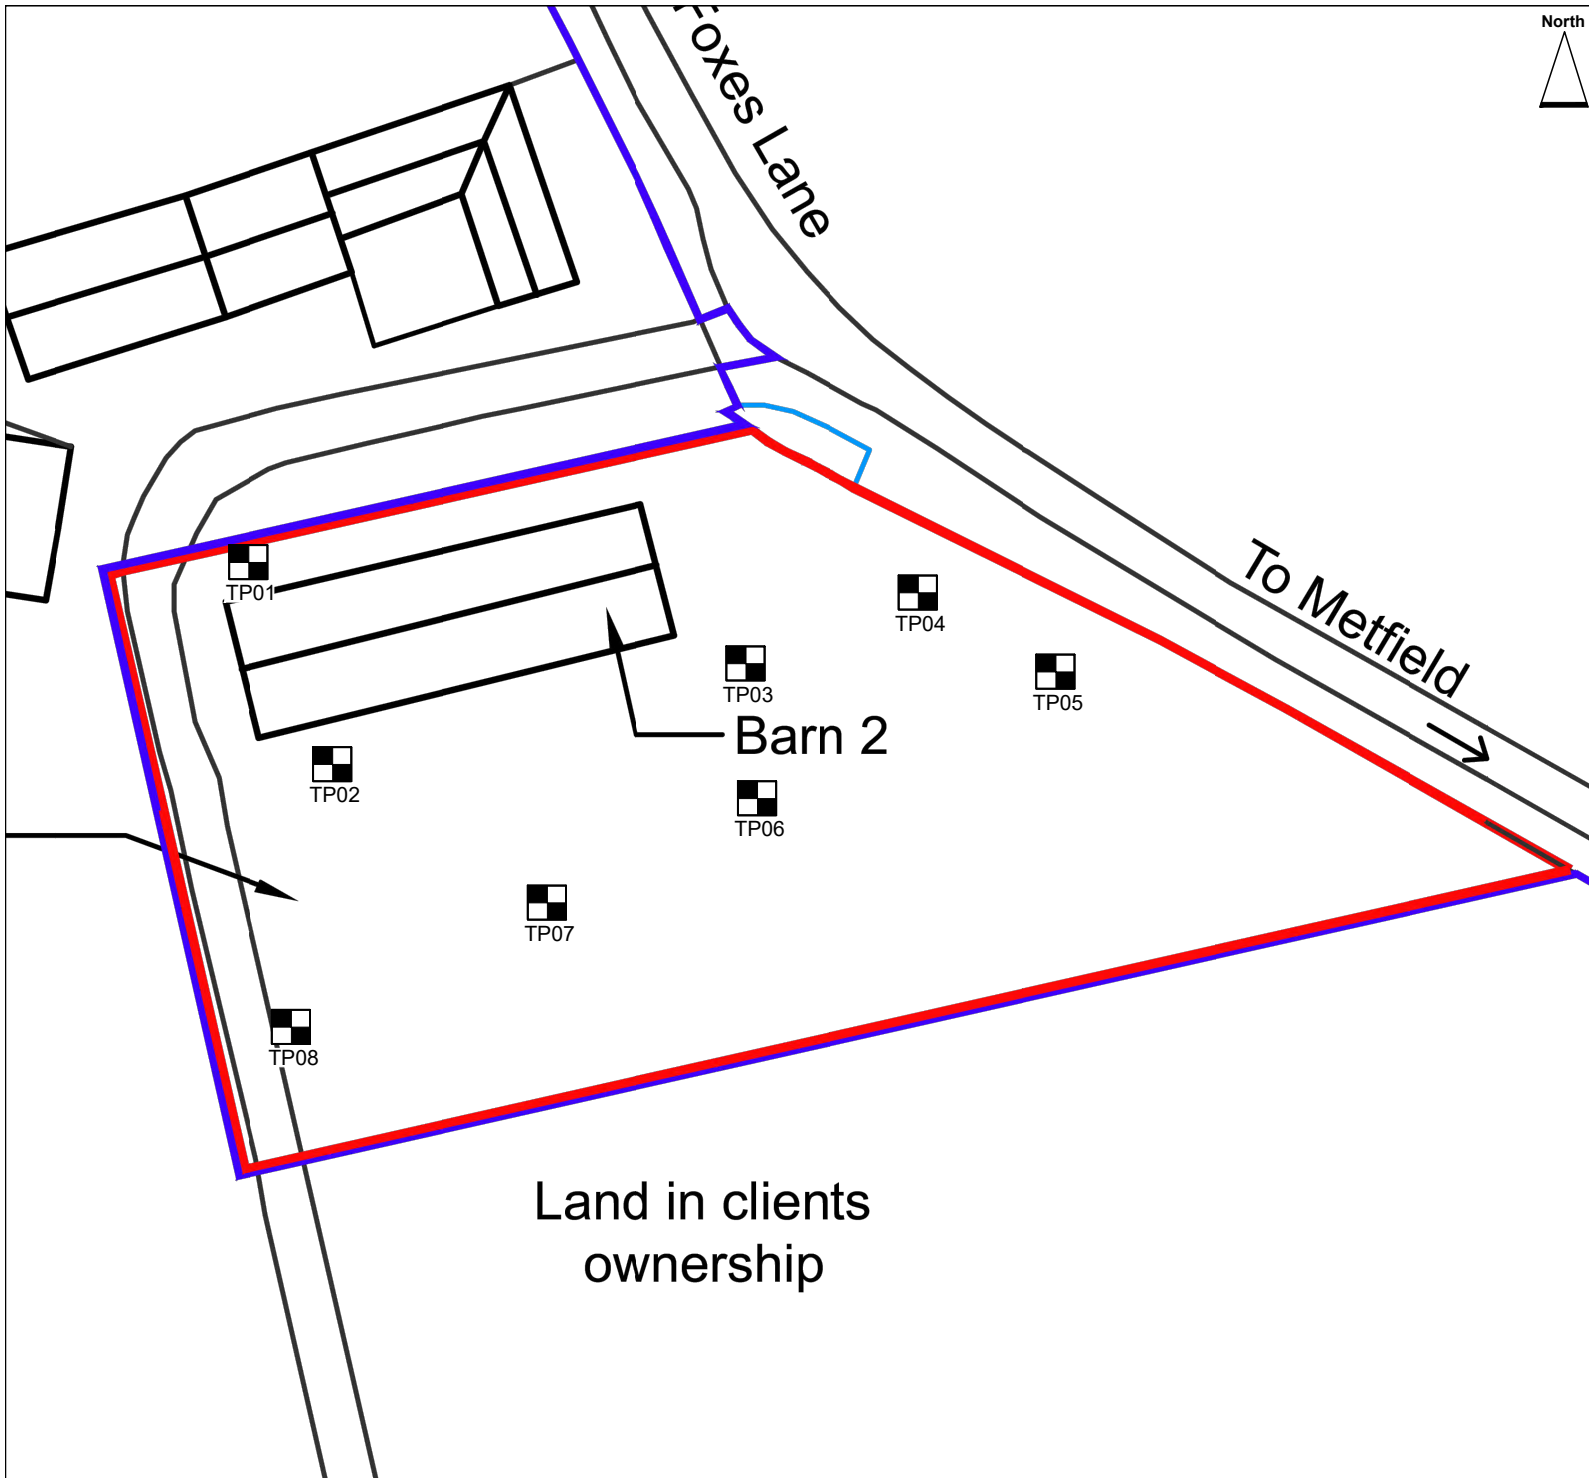 North
Foxes Lane
To Metfield
TP01
TP04
TP03
TP05
Barn 2
TP02
TP06
TP07
TP08
Land in clients
ownership